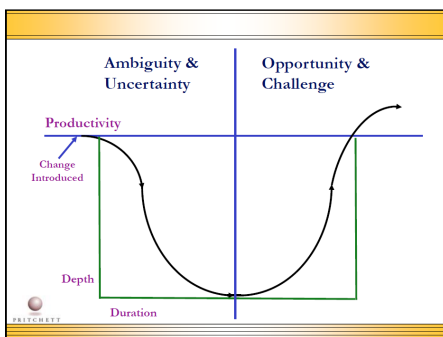 Ambiguity &
Uncertainty
Opportunity &
Challenge
Productivity
Change
Introduced
Depth
Duration
PRITCHETT